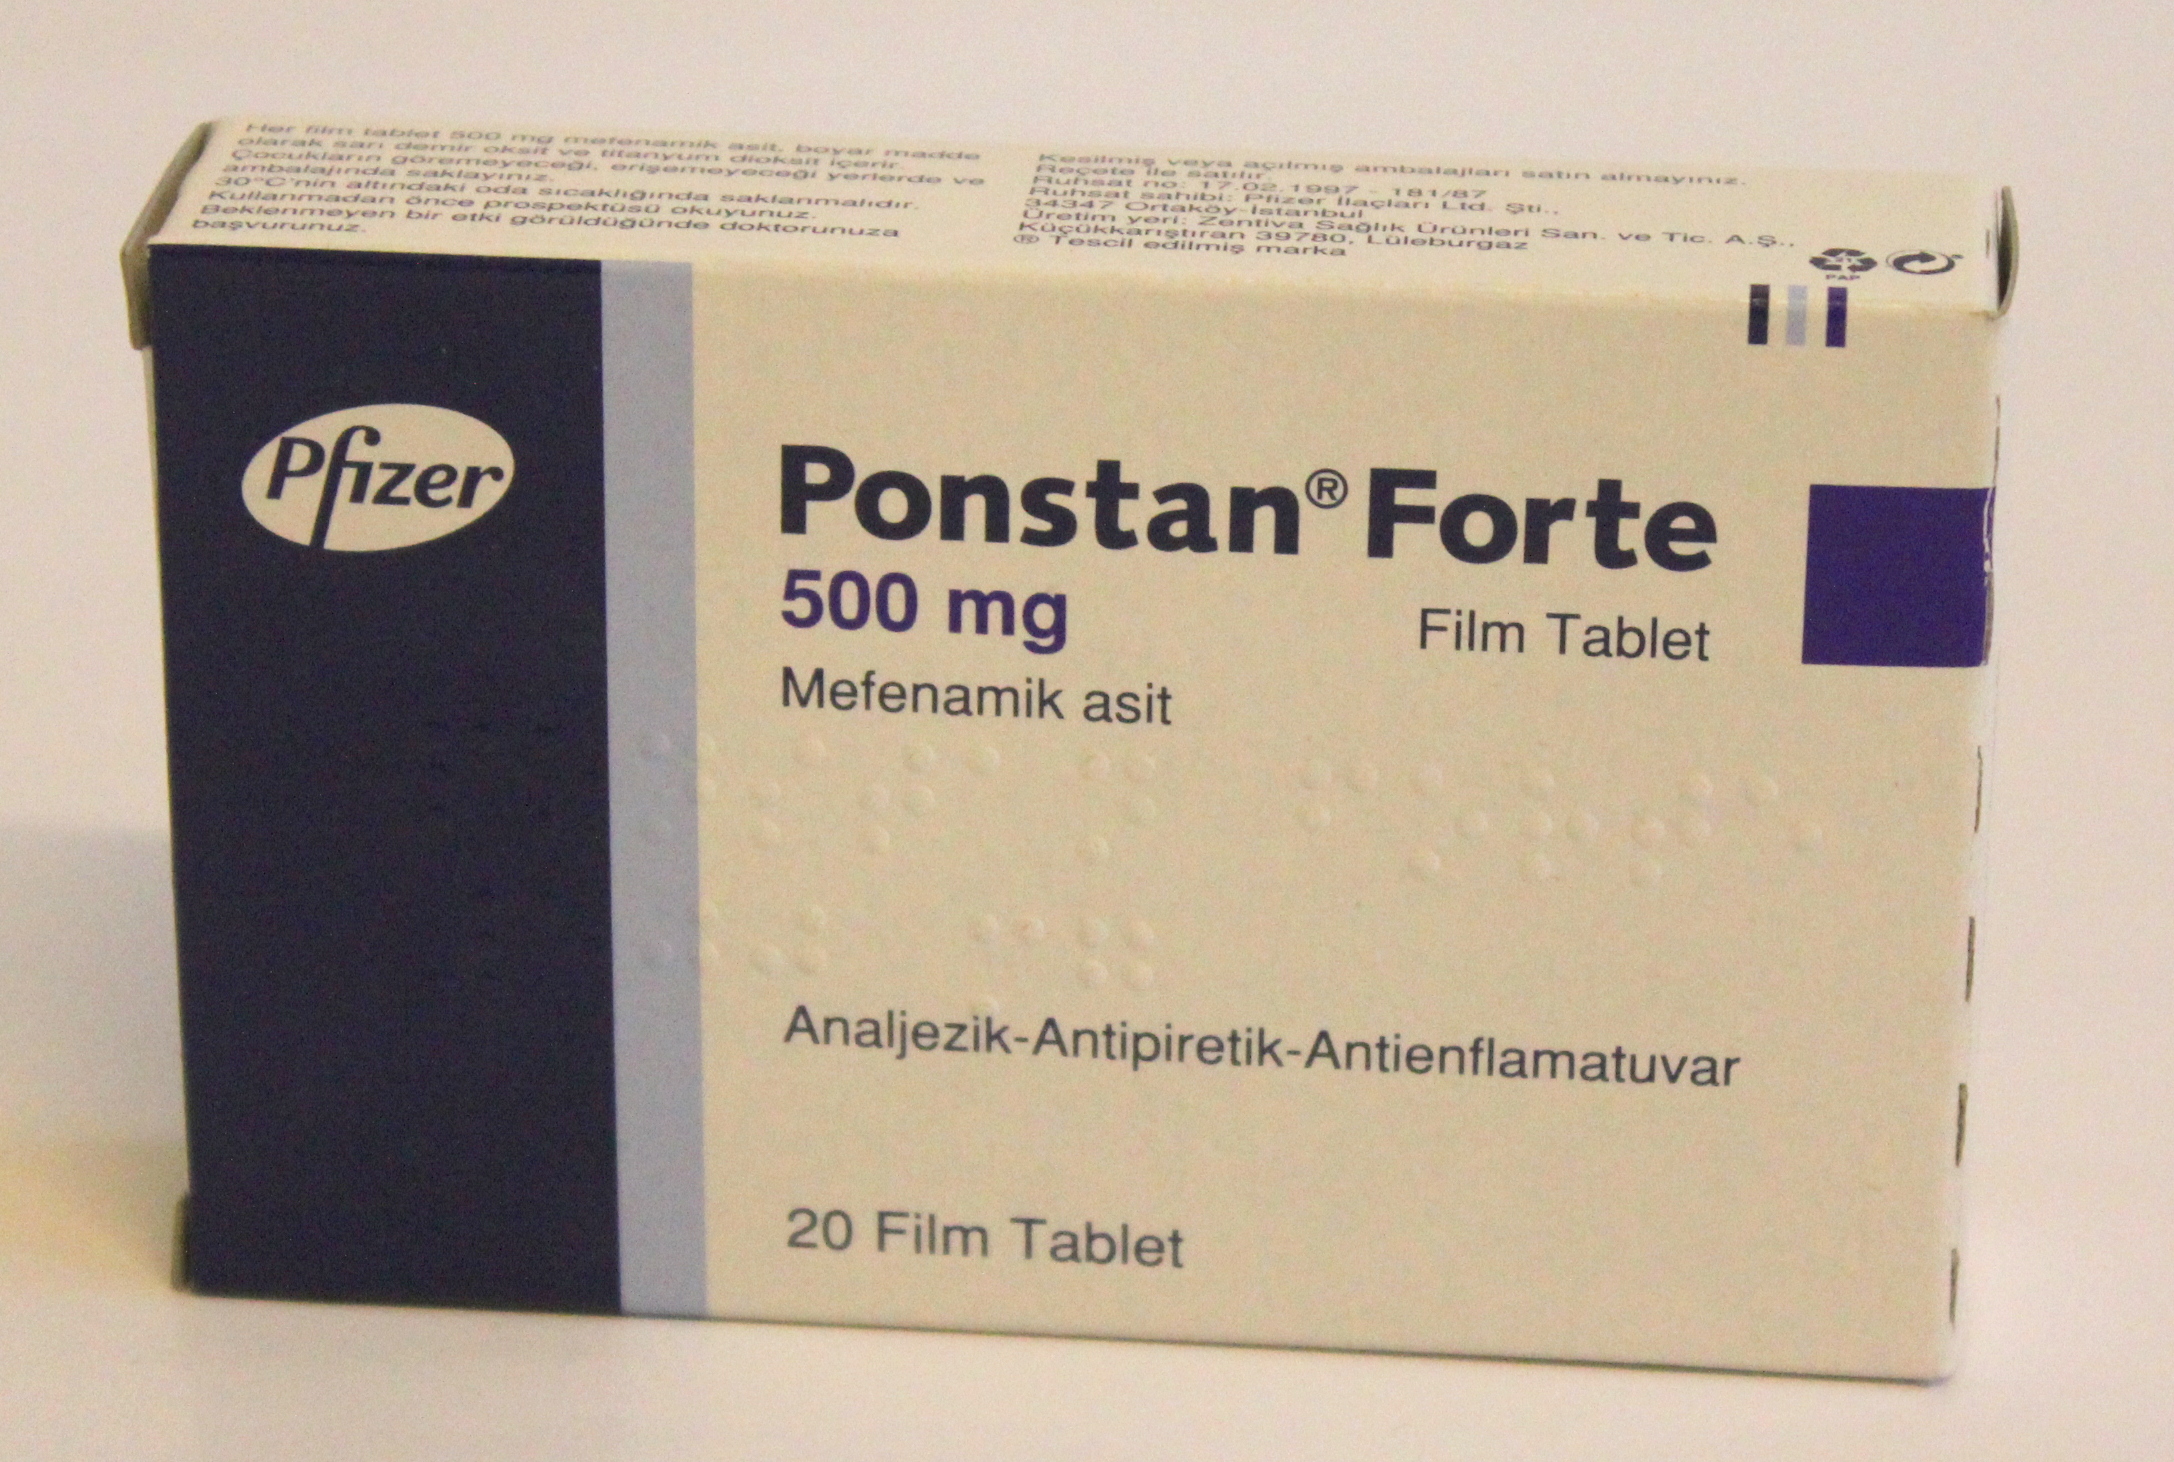 Her film tablet 500 mg mefenamik asit, boyar madde
olarak sarı demir oksit ve titanyum dioksit içerir.
Çocukların göremeyeceği, erişemeyeceği yerlerde ve
ambalajında saklayınız.
30°C'nin altındaki oda sıcaklığında saklanmalıdır.
Kullanmadan önce prospektüsü okuyunuz.
Beklenmeyen bir etki görüldüğünde doktorunuza
başvurunuz.
Kesilmiş veya açılmış ambalajları satın almayınız.
Reçete ile satılır.
Ruhsat no: 17.02.1997 - 181/87
Ruhsat sahibi: Pfizer İlaçları Ltd. Şti.,
34347 Ortaköy-İstanbul
Üretim yeri: Zentiva Sağlık Ürünleri San. ve Tic. A.Ş.,
Küçükkarıştıran 39780, Lüleburgaz
® Tescil edilmiş marka
PAP
Pfizer
Ponstan® Forte
500 mg
Film Tablet
Mefenamik asit
Analjezik-Antipiretik-Antienflamatuvar
20 Film Tablet